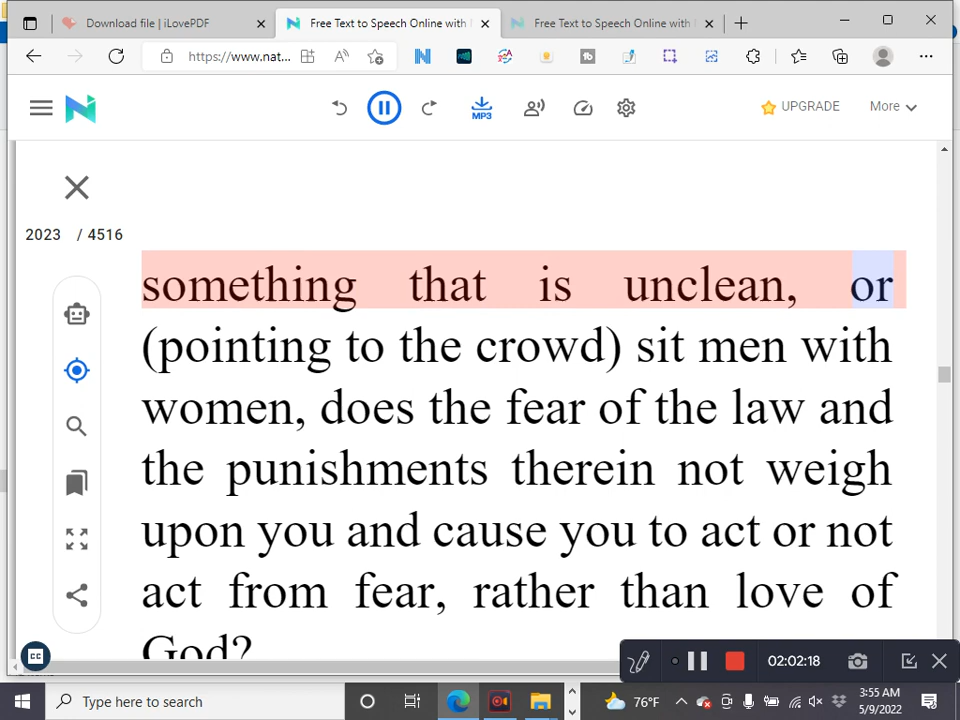 Download file | iLovePDF
Free Text to Speech Online with
Free Text to Speech Online with
https://www.nat...
MP3
UPGRADE
More
2023 / 4516
something that is unclean, or
(pointing to the crowd) sit men with
women, does the fear of the law and
the punishments therein not weigh
upon you and cause you to act or not
act from fear, rather than love of
God?
CC
02:02:18
Type here to search
76°F
3:55 AM
5/9/2022